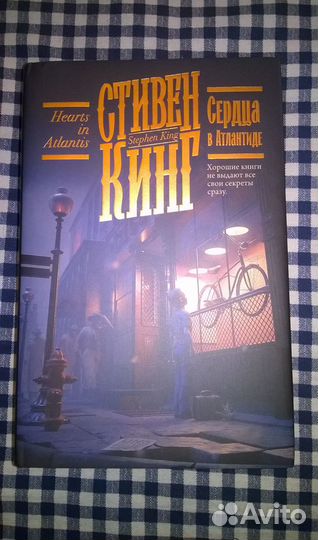 Hearts
in
Atlantis
СТИВЕН
Stephen King
КИНГ
Сердца
в Атлантиде
Хорошие книги
не выдают все
свои секреты
сразу.
Avito